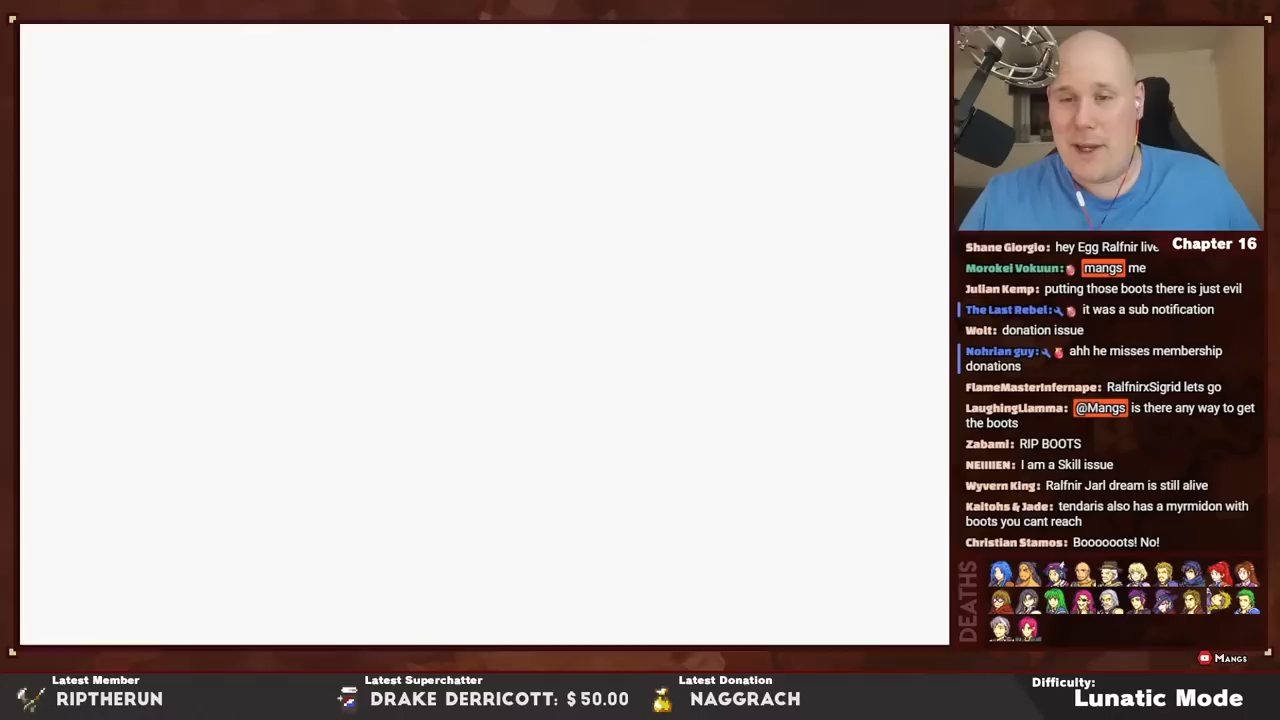 Shane Giorgio: hey Egg Ralfnir live
Chapter 16
Morokei Vokuun: mangs me
Julian Kemp: putting those boots there is just evil
The Last Rebel: it was a sub notification
Wolt: donation issue
Nohrian guy: ahh he misses membership
donations
FlameMasterInfernape: RalfnirxSigrid lets go
LaughingLlamma: @Mangs is there any way to get
the boots
Zabami: RIP BOOTS
NEIIIIEN: I am a Skill issue
Wyvern King: Ralfnir Jarl dream is still alive
Kaitohs & Jade: tendaris also has a myrmidon with
boots you cant reach
Christian Stamos: Boooooots! No!
DEATHS
Mangs
Latest Member
RIPTHERUN
Latest Superchatter
DRAKE DERRICOTT: $50.00
Latest Donation
NAGGRACH
Difficulty:
Lunatic Mode